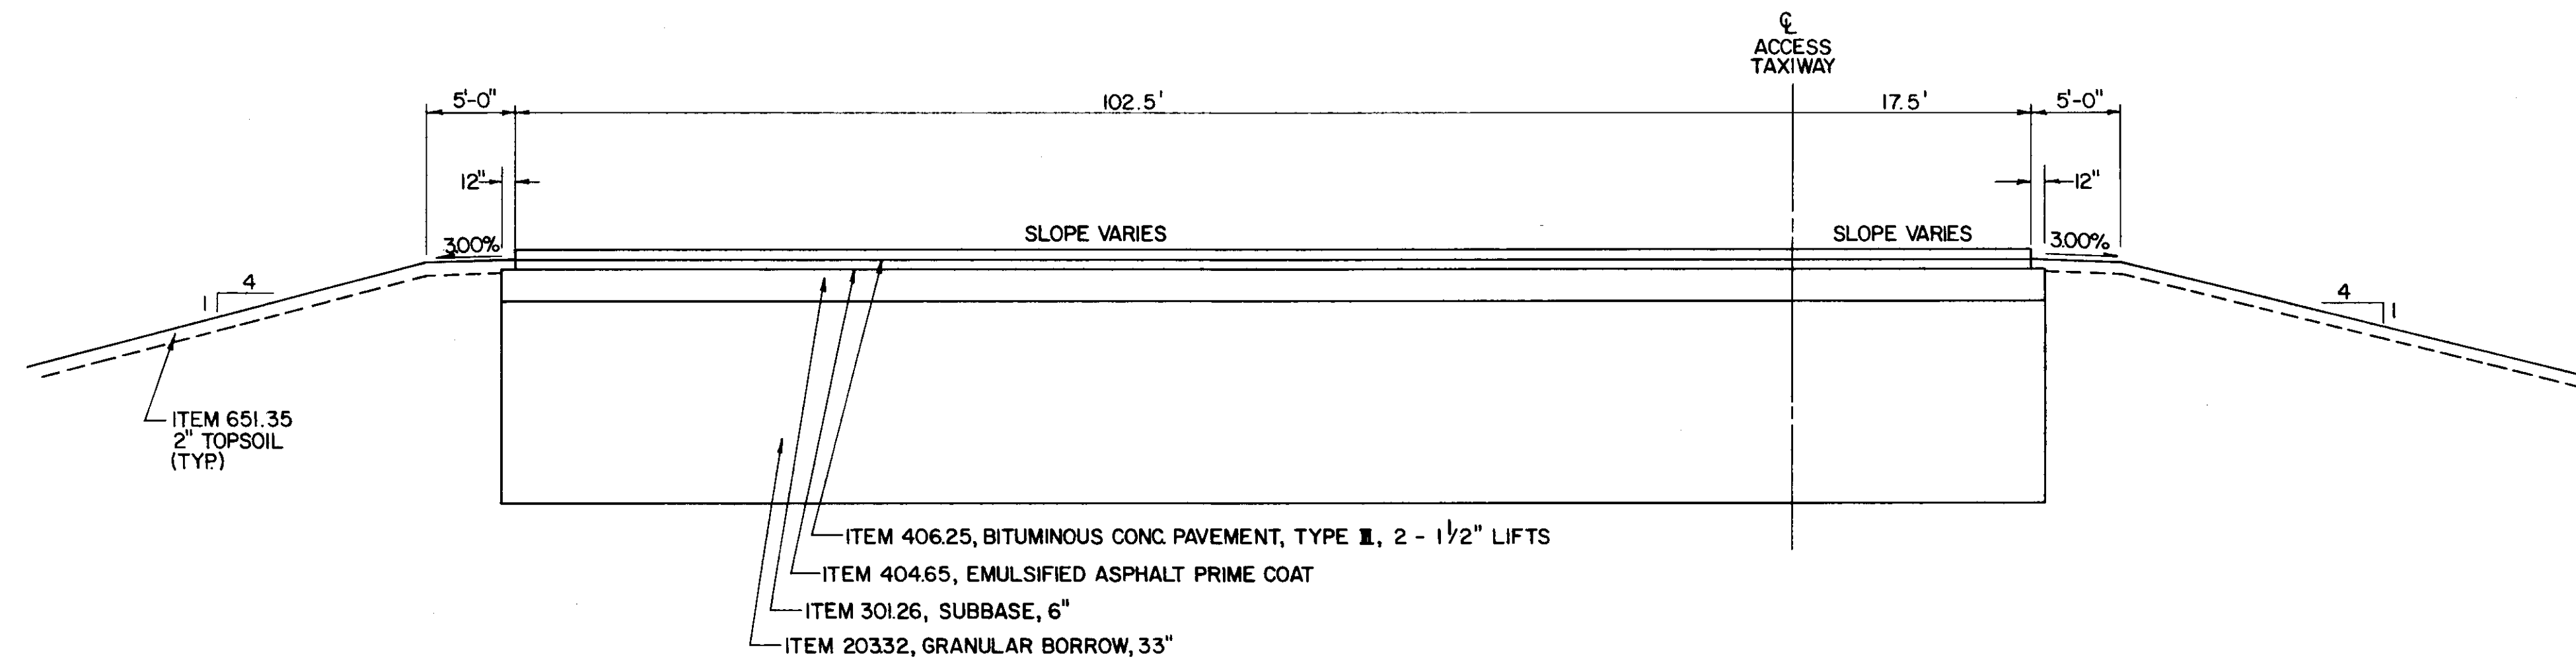 ℄
ACCESS
TAXIWAY
5'-0"
102.5'
17.5'
5'-0"
12"
12"
SLOPE VARIES
SLOPE VARIES
3.00%
3.00%
1
4
4
1
ITEM 651.35
2" TOPSOIL
(TYP.)
ITEM 406.25, BITUMINOUS CONC. PAVEMENT, TYPE III, 2 - 1 1/2" LIFTS
ITEM 404.65, EMULSIFIED ASPHALT PRIME COAT
ITEM 301.26, SUBBASE, 6"
ITEM 203.32, GRANULAR BORROW, 33"